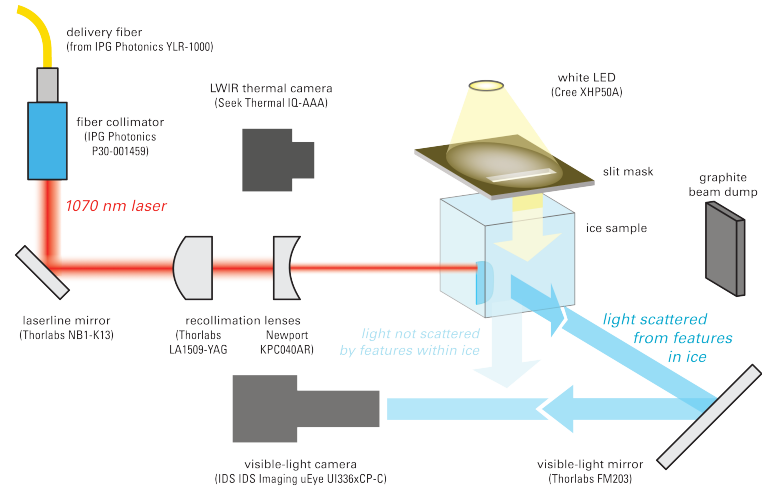 delivery fiber
(from IPG Photonics YLR-1000)
LWIR thermal camera
(Seek Thermal IQ-AAA)
white LED
(Cree XHP50A)
fiber collimator
(IPG Photonics
P30-001459)
slit mask
graphite
beam dump
1070 nm laser
ice sample
laserline mirror
(Thorlabs NB1-K13)
recollimation lenses
(Thorlabs Newport
LA1509-YAG KPC040AR)
light not scattered
by features within ice
light scattered
from features
in ice
visible-light camera
(IDS IDS Imaging uEye UI336xCP-C)
visible-light mirror
(Thorlabs FM203)